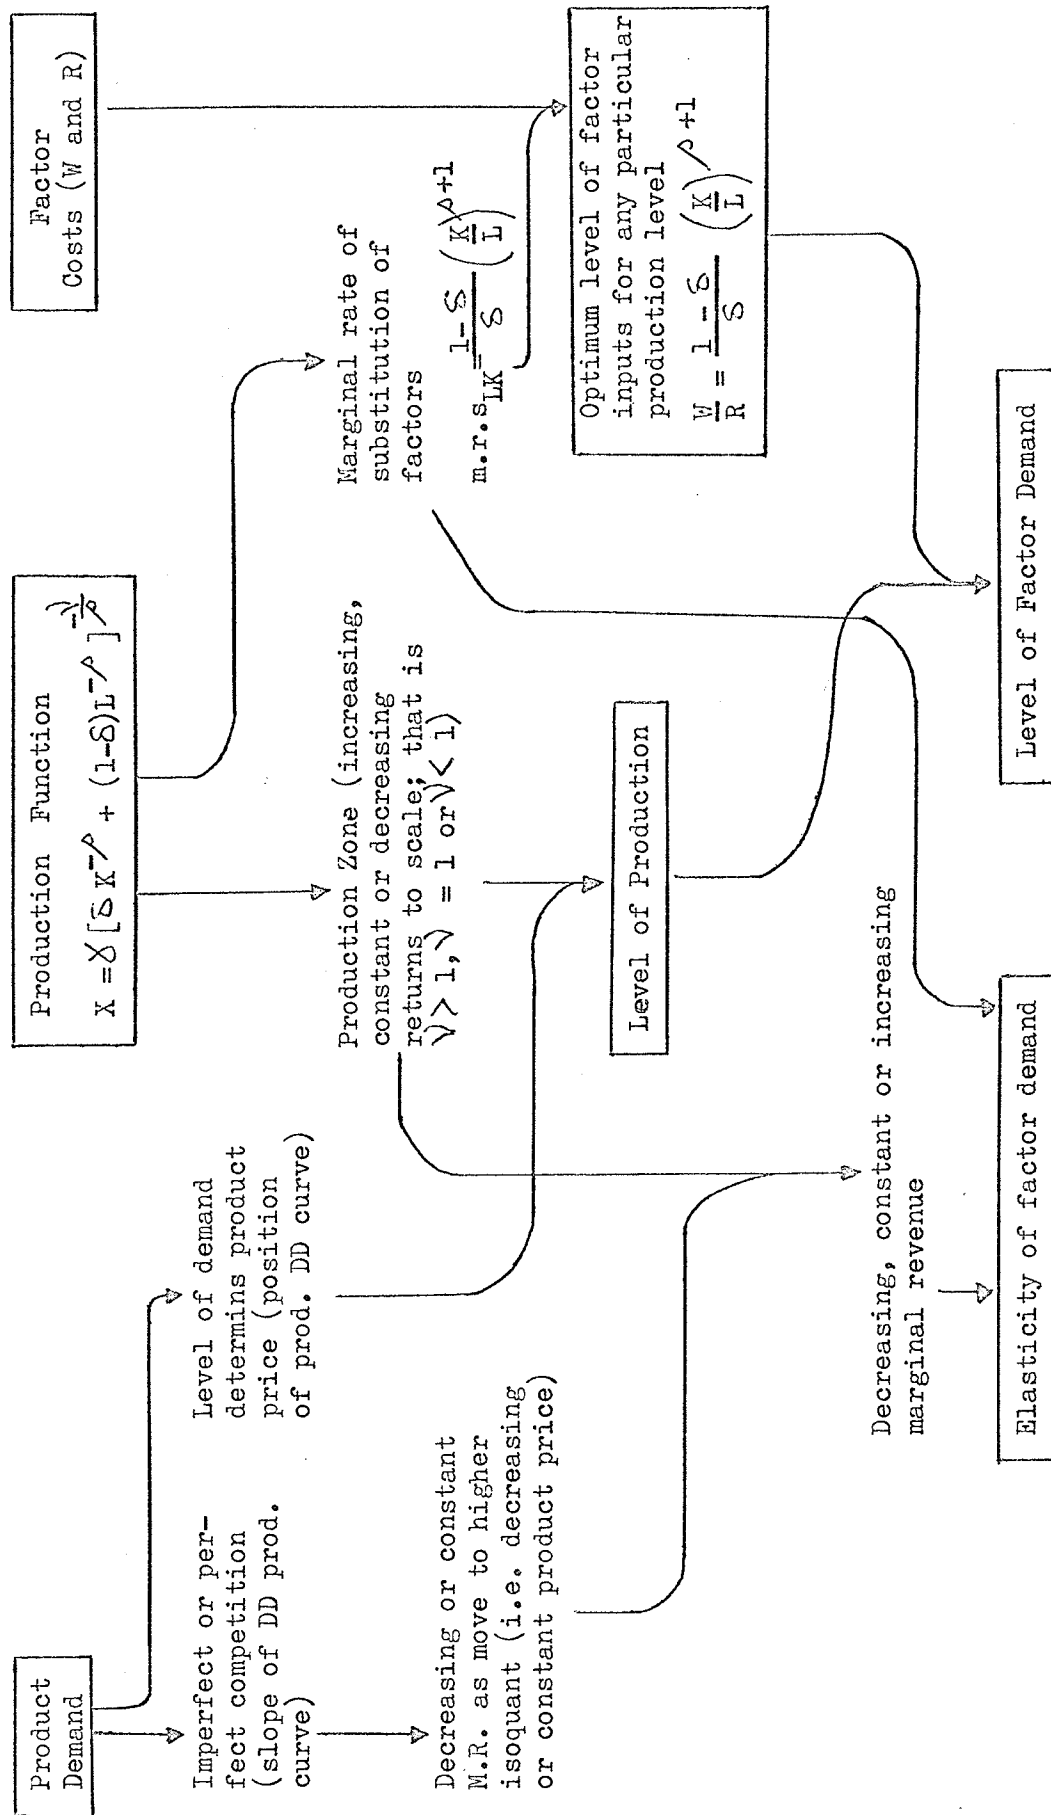 Product
Demand
Imperfect or per-
fect competition
(slope of DD prod.
curve)
Level of demand
determins product
price (position
of prod. DD curve)
Decreasing or constant
M.R. as move to higher
isoquant (i.e. decreasing
or constant product price)
Production Function
X = γ [δ K^-ρ + (1-δ)L^-ρ ]^-ν/ρ
Production Zone (increasing,
constant or decreasing
returns to scale; that is
ν > 1, ν = 1 or ν < 1)
Level of Production
Decreasing, constant or increasing
marginal revenue
Elasticity of factor demand
Factor
Costs (W and R)
Marginal rate of
substitution of
factors
m.r.s_LK = 1-δ/δ (K/L)^ρ+1
Optimum level of factor
inputs for any particular
production level
W/R = 1-δ/δ (K/L)^ρ+1
Level of Factor Demand